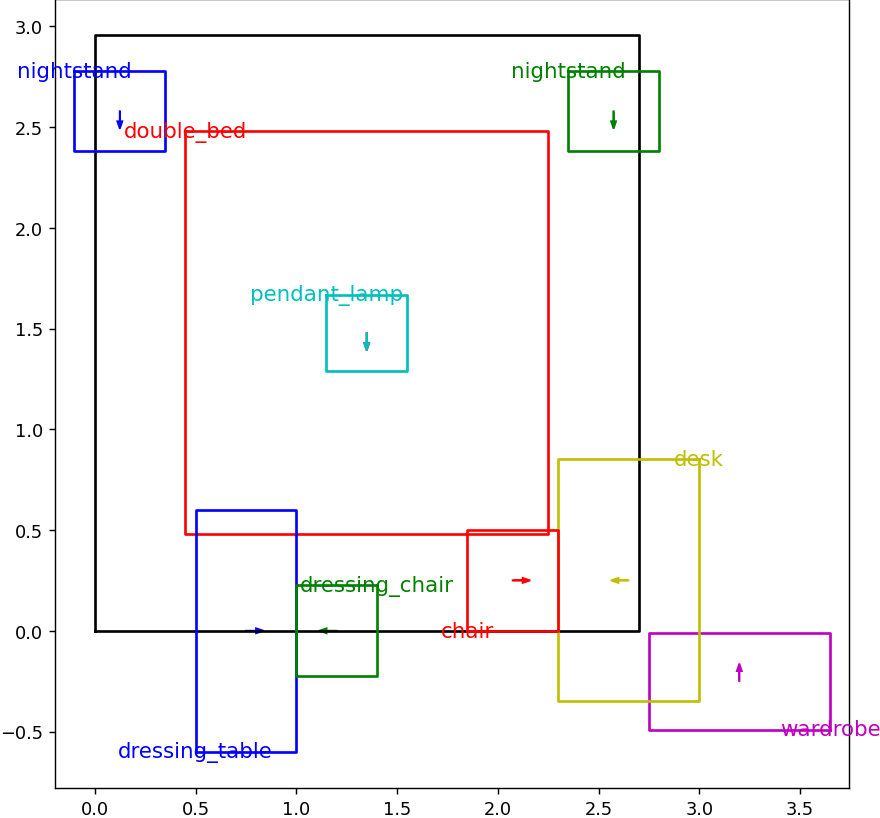 3.0
nightstand
nightstand
2.5
double_bed
2.0
pendant_lamp
1.5
1.0
desk
0.5
dressing_chair
0.0
chair
−0.5
wardrobe
dressing_table
0.0 0.5 1.0 1.5 2.0 2.5 3.0 3.5